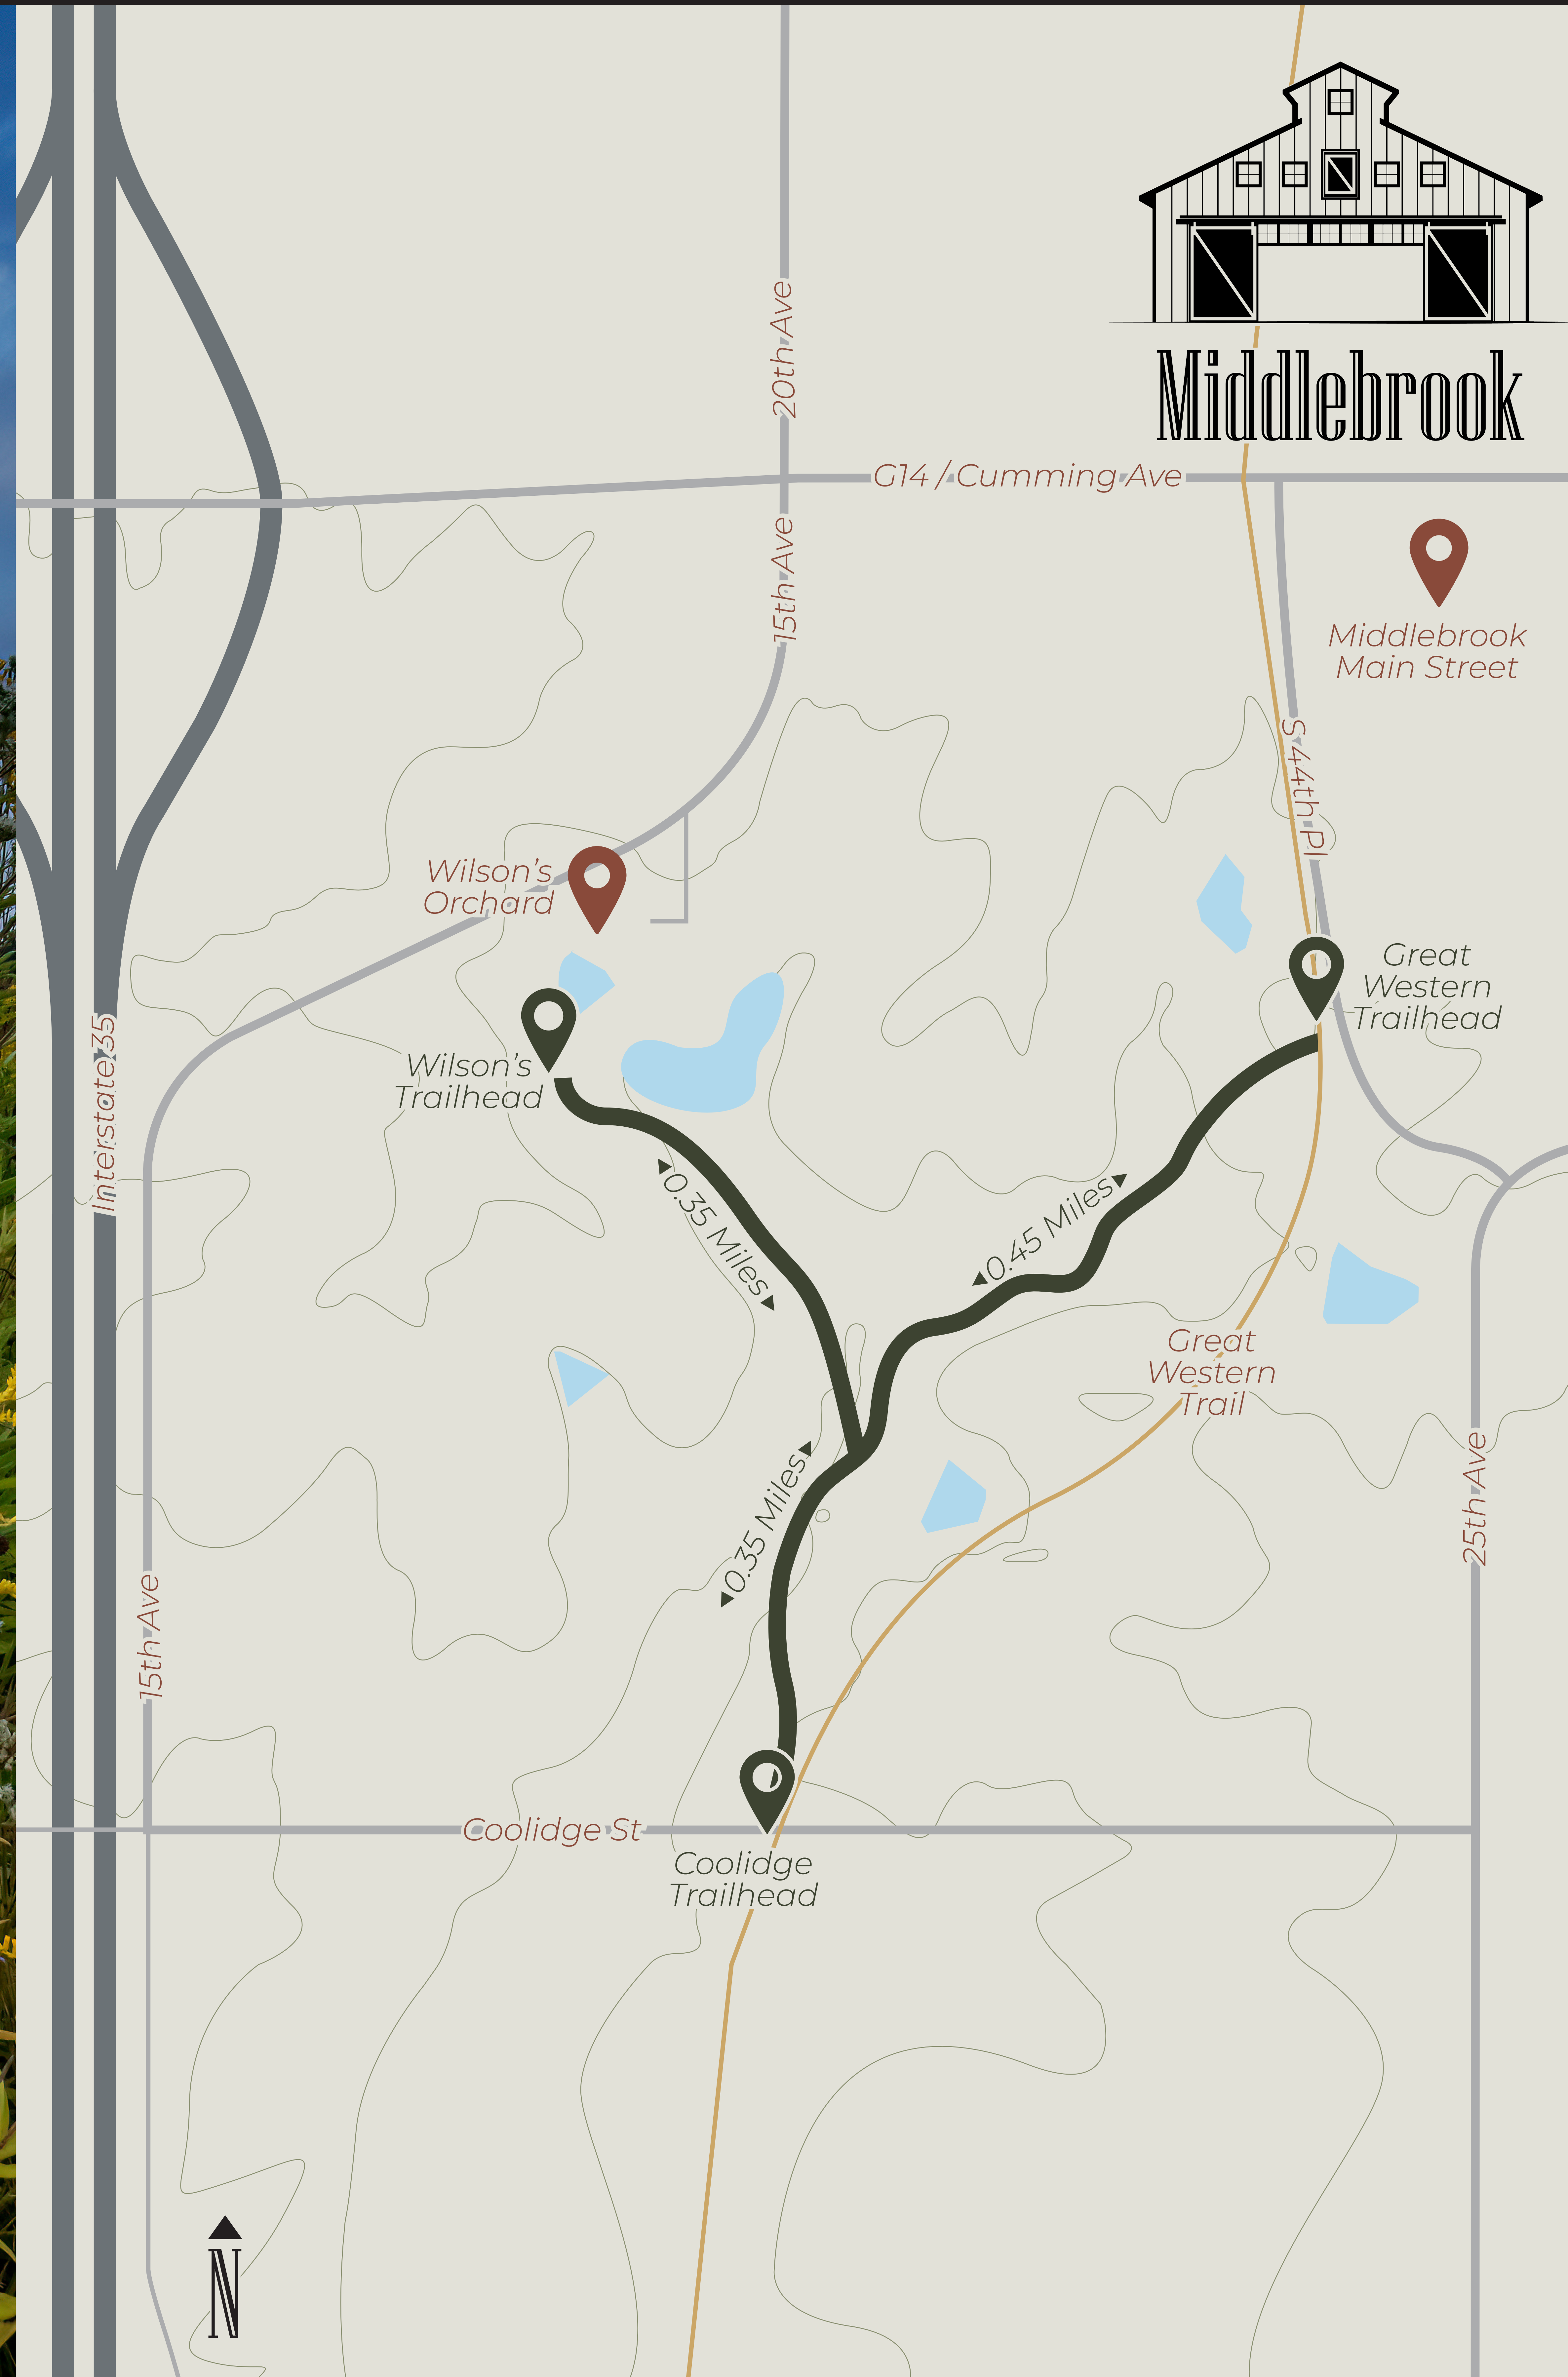 20th Ave
Middlebrook
G14 / Cumming Ave
15th Ave
Middlebrook
Main Street
S 44th Pl
Wilson’s
Orchard
Great
Western
Trailhead
Wilson’s
Trailhead
Interstate 35
0.35 Miles
0.45 Miles
Great
Western
Trail
0.35 Miles
25th Ave
15th Ave
Coolidge St
Coolidge
Trailhead
N